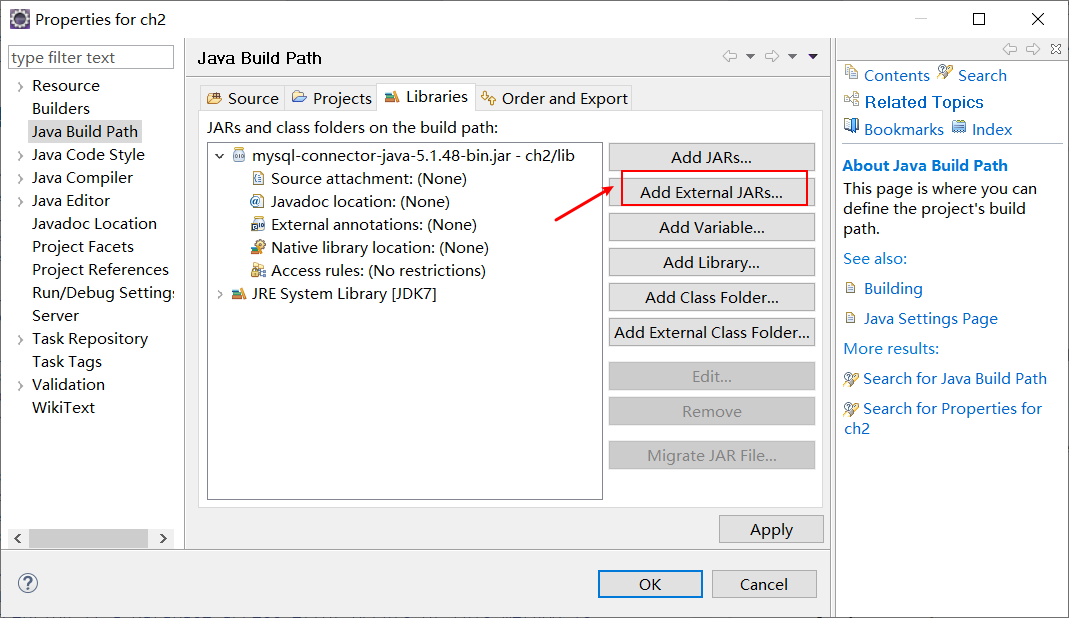 Properties for ch2
type filter text
Resource
Builders
Java Build Path
Java Code Style
Java Compiler
Java Editor
Javadoc Location
Project Facets
Project References
Run/Debug Settings
Server
Task Repository
Task Tags
Validation
WikiText
Java Build Path
Source
Projects
Libraries
Order and Export
JARs and class folders on the build path:
mysql-connector-java-5.1.48-bin.jar - ch2/lib
Source attachment: (None)
Javadoc location: (None)
External annotations: (None)
Native library location: (None)
Access rules: (No restrictions)
JRE System Library [JDK7]
Add JARs...
Add External JARs...
Add Variable...
Add Library...
Add Class Folder...
Add External Class Folder...
Edit...
Remove
Migrate JAR File...
Apply
OK
Cancel
Contents
Search
Related Topics
Bookmarks
Index
About Java Build Path
This page is where you can
define the project's build
path.
See also:
Building
Java Settings Page
More results:
Search for Java Build Path
Search for Properties for
ch2